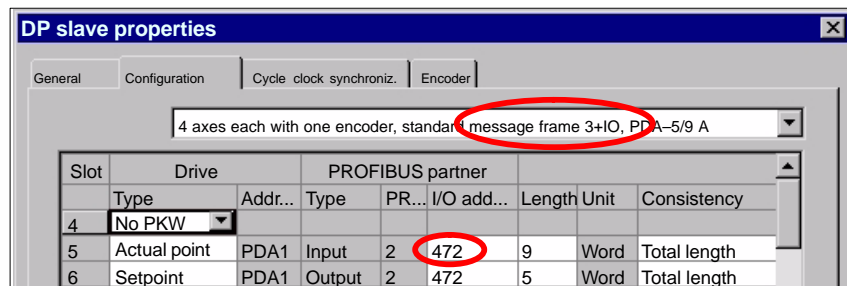 DP slave properties
General Configuration Cycle clock synchroniz. Encoder
4 axes each with one encoder, standard message frame 3+IO, PDA–5/9 A
Slot Drive PROFIBUS partner
Type Addr... Type PR... I/O add... Length Unit Consistency
4 No PKW
5 Actual point PDA1 Input 2 472 9 Word Total length
6 Setpoint PDA1 Output 2 472 5 Word Total length